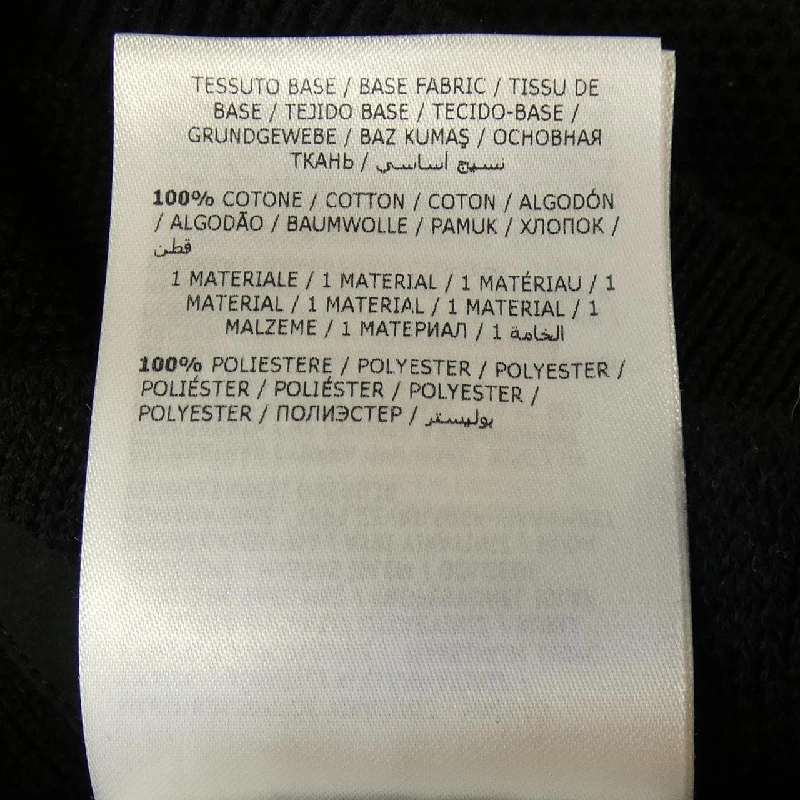 TESSUTO BASE / BASE FABRIC / TISSU DE
BASE / TEJIDO BASE / TECIDO-BASE /
GRUNDGEWEBE / BAZ KUMAŞ / ОСНОВНАЯ
ТКАНЬ / نسيج اساسي
100% COTONE / COTTON / COTON / ALGODÓN
/ ALGODÃO / BAUMWOLLE / PAMUK / ХЛОПОК /
قطن
1 MATERIALE / 1 MATERIAL / 1 MATÉRIAU / 1
MATERIAL / 1 MATERIAL / 1 MATERIAL / 1
MALZEME / 1 МАТЕРИАЛ / 1 الخامة
100% POLIESTERE / POLYESTER / POLYESTER /
POLIÉSTER / POLIÉSTER / POLYESTER /
POLYESTER / ПОЛИЭСТЕР / بوليستر